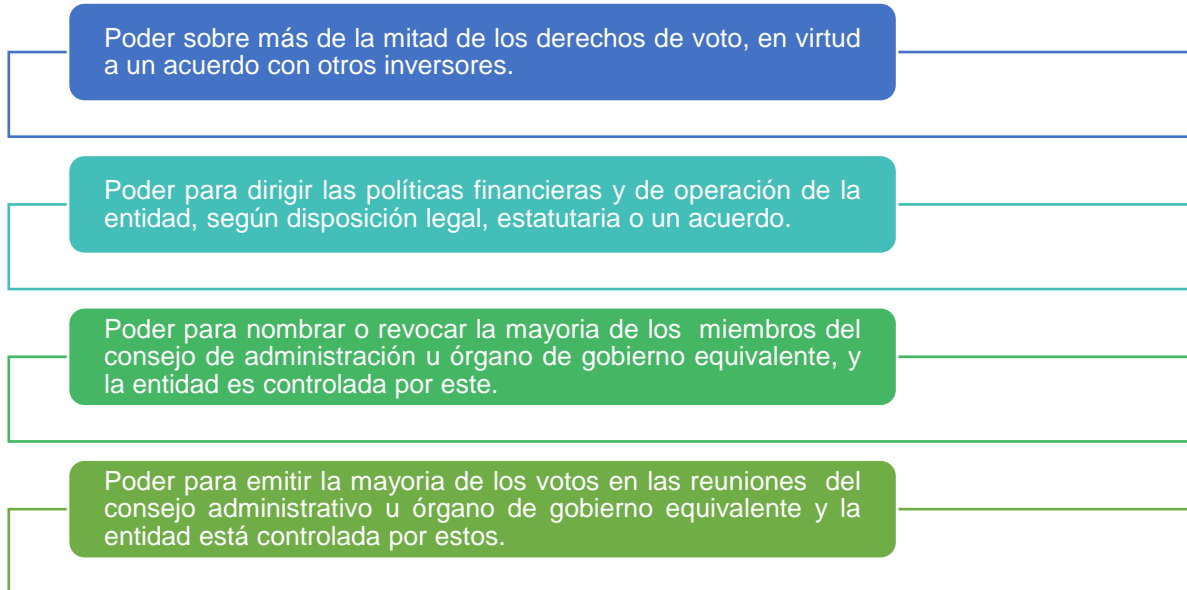 Poder sobre más de la mitad de los derechos de voto, en virtud
a un acuerdo con otros inversores.
Poder para dirigir las políticas financieras y de operación de la
entidad, según disposición legal, estatutaria o un acuerdo.
Poder para nombrar o revocar la mayoria de los miembros del
consejo de administración u órgano de gobierno equivalente, y
la entidad es controlada por este.
Poder para emitir la mayoria de los votos en las reuniones del
consejo administrativo u órgano de gobierno equivalente y la
entidad está controlada por estos.